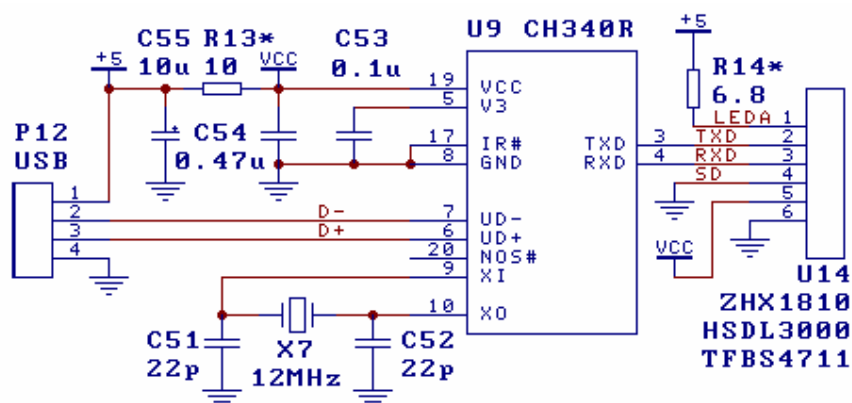 U9 CH340R
C55
10u
R13*
10
+5
VCC
C53
0.1u
C54
0.47u
P12
USB
1
2
3
4
D-
D+
19
5
17
8
7
6
20
9
10
VCC
V3
IR#
GND
UD-
UD+
NOS#
XI
XO
TXD
RXD
3
4
+5
R14*
6.8
LEDA
TXD
RXD
SD
1
2
3
4
5
6
VCC
U14
ZHX1810
HSDL3000
TFBS4711
C51
22p
X7
12MHz
C52
22p